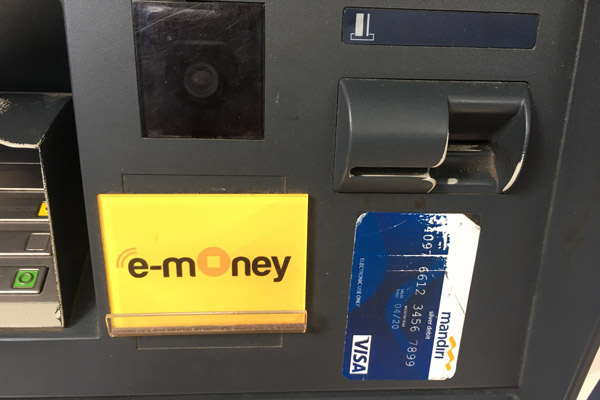 e-money
mandiri
silver debit
4097 6612 3456 7899
04/20
ELECTRONIC USE ONLY
VISA